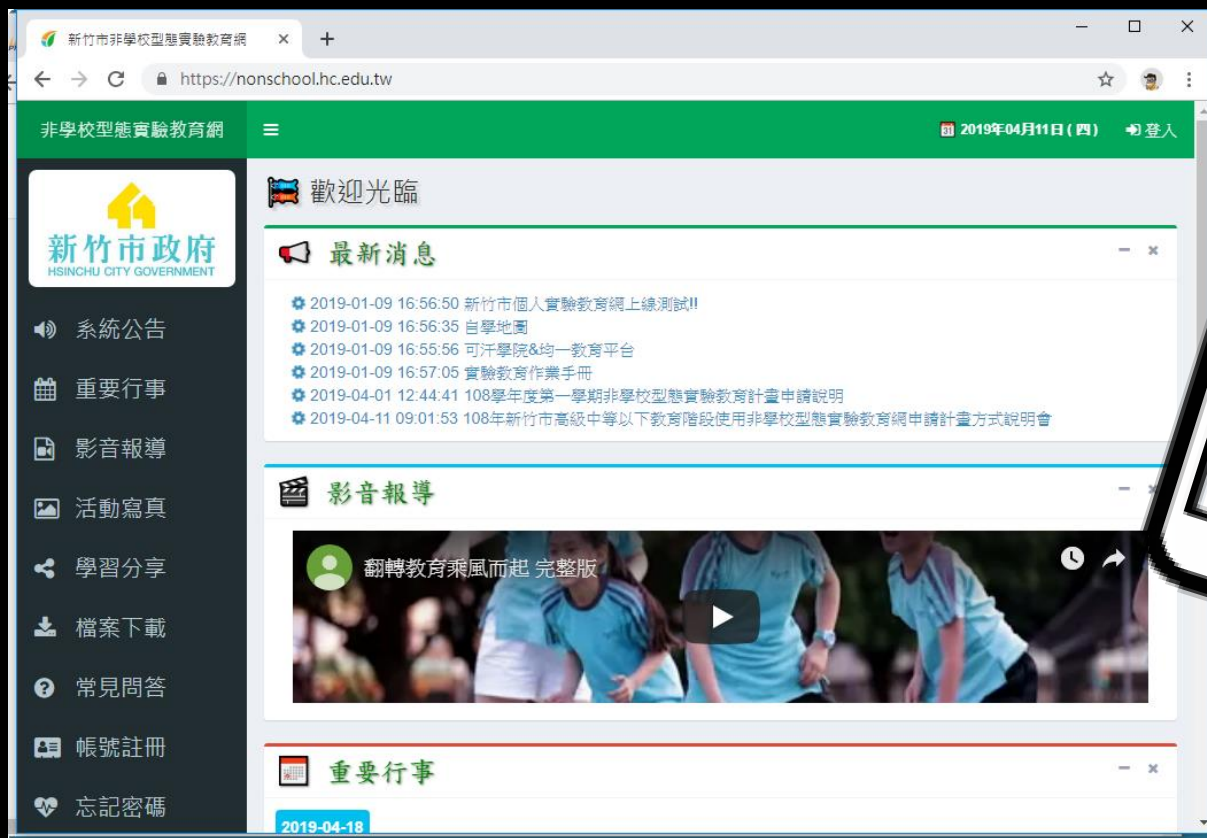 新竹市非學校型態實驗教育網
https://nonschool.hc.edu.tw
非學校型態實驗教育網
31 2019年04月11日 ( 四 )
登入
新竹市政府
HSINCHU CITY GOVERNMENT
系統公告
重要行事
影音報導
活動寫真
學習分享
檔案下載
常見問答
帳號註冊
忘記密碼
歡迎光臨
最新消息
2019-01-09 16:56:50 新竹市個人實驗教育網上線測試!!
2019-01-09 16:56:35 自學地圖
2019-01-09 16:55:56 可汗學院&均一教育平台
2019-01-09 16:57:05 實驗教育作業手冊
2019-04-01 12:44:41 108學年度第一學期非學校型態實驗教育計畫申請說明
2019-04-11 09:01:53 108年新竹市高級中等以下教育階段使用非學校型態實驗教育網申請計畫方式說明會
影音報導
翻轉教育乘風而起 完整版
重要行事
2019-04-18